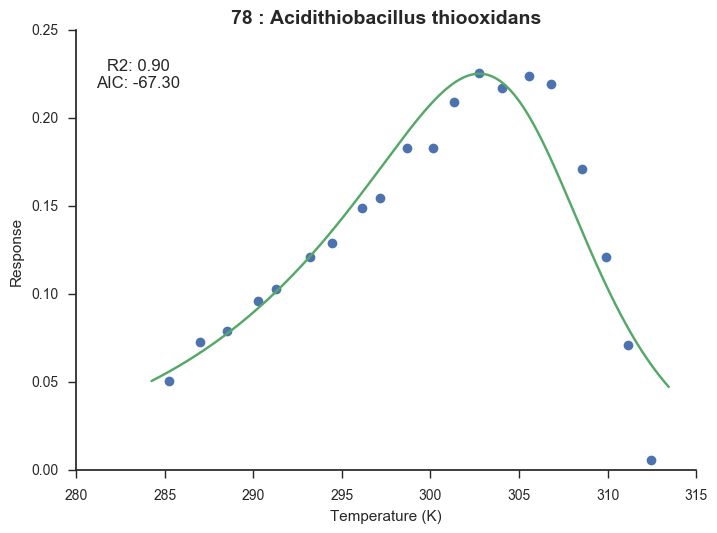 78 : Acidithiobacillus thiooxidans
R2: 0.90
AIC: -67.30
0.25
0.20
0.15
0.10
0.05
0.00
Response
280 285 290 295 300 305 310 315
Temperature (K)